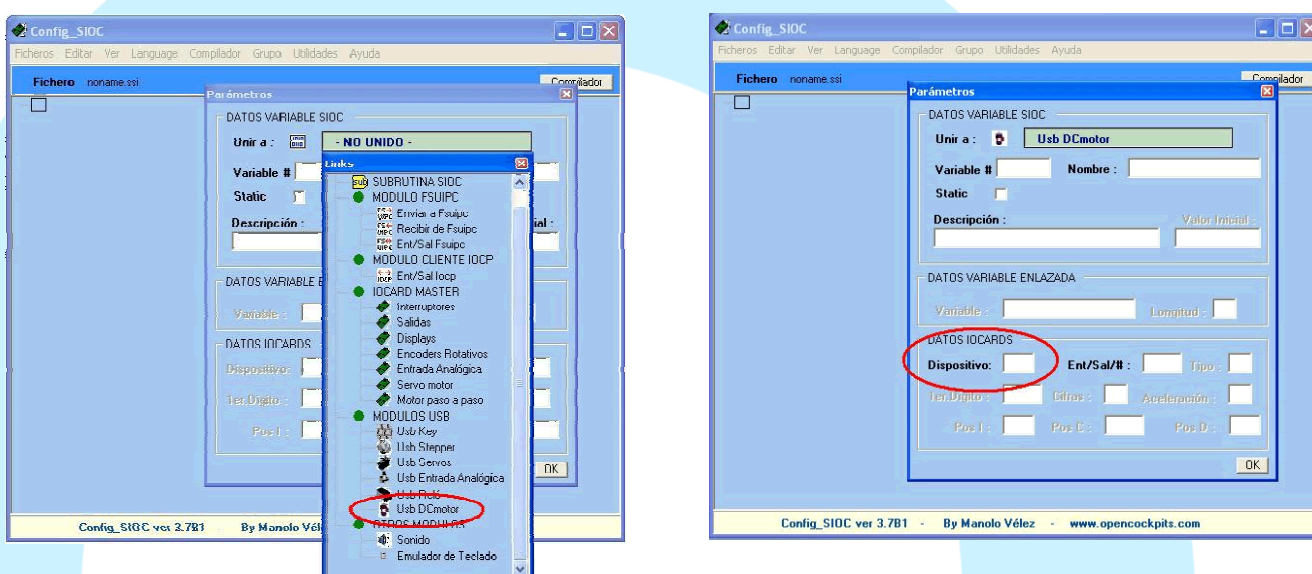 Config_SIOC
Ficheros Editar Ver Language Compilador Grupo Utilidades Ayuda
Fichero noname.ssi
Compilador
Parámetros
DATOS VARIABLE SIOC
Unir a : - NO UNIDO -
Variable #
Static
Descripción :
ial :
DATOS VARIABLE E
Variable :
DATOS IOCARDS
Dispositivo:
1er.Digito :
Pos I :
OK
Links
SUBRUTINA SIOC
MODULO FSUIPC
Enviar a Fsuipc
Recibir de Fsuipc
Ent/Sal Fsuipc
MODULO CLIENTE IOCP
Ent/Sal Iocp
IOCARD MASTER
Interruptores
Salidas
Displays
Encoders Rotativos
Entrada Analógica
Servo motor
Motor paso a paso
MODULOS USB
Usb Key
Usb Stepper
Usb Servos
Usb Entrada Analógica
Usb Relé
Usb DCmotor
OTROS MODULOS
Sonido
Emulador de Teclado
Config_SIOC ver 3.7B1 - By Manolo Vél
Config_SIOC
Ficheros Editar Ver Language Compilador Grupo Utilidades Ayuda
Fichero noname.ssi
Compilador
Parámetros
DATOS VARIABLE SIOC
Unir a : Usb DCmotor
Variable # Nombre :
Static
Descripción : Valor Inicial :
DATOS VARIABLE ENLAZADA
Variable : Longitud :
DATOS IOCARDS
Dispositivo: Ent/Sal/# : Tipo :
1er.Digito : Cifras : Aceleración :
Pos I : Pos C : Pos D :
OK
Config_SIOC ver 3.7B1 - By Manolo Vélez - www.opencockpits.com